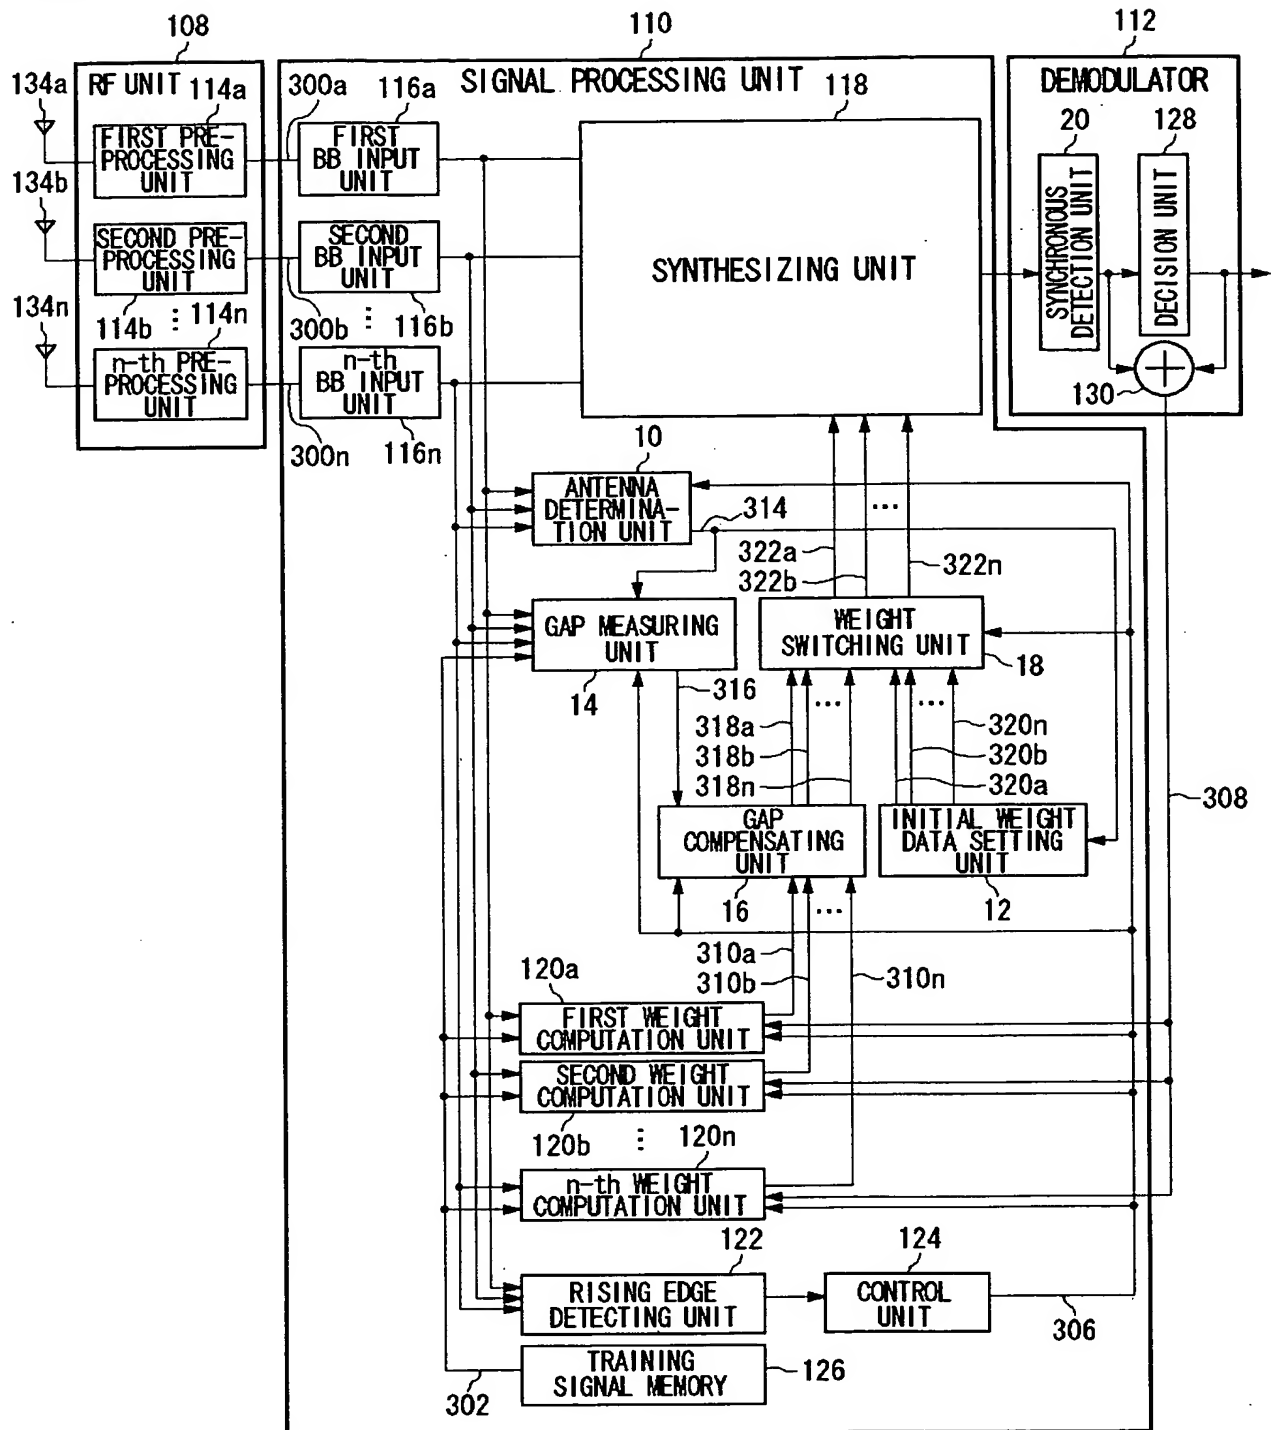 108
110
112
RF UNIT
SIGNAL PROCESSING UNIT
DEMODULATOR
134a
114a
300a
116a
118
20
128
FIRST PRE-
PROCESSING
UNIT
FIRST
BB INPUT
UNIT
SYNCHRONOUS
DETECTION UNIT
DECISION UNIT
134b
SECOND PRE-
PROCESSING
UNIT
SECOND
BB INPUT
UNIT
SYNTHESIZING UNIT
134n
114b
⋮
114n
300b
⋮
116b
n-th PRE-
PROCESSING
UNIT
n-th
BB INPUT
UNIT
130
300n
116n
10
ANTENNA
DETERMINA-
TION UNIT
314
...
322a
322b
322n
GAP MEASURING
UNIT
WEIGHT
SWITCHING UNIT
14
316
18
...
...
318a
318b
318n
320n
320b
320a
308
GAP
COMPENSATING
UNIT
INITIAL WEIGHT
DATA SETTING
UNIT
16
...
12
310a
310b
310n
120a
FIRST WEIGHT
COMPUTATION UNIT
SECOND WEIGHT
COMPUTATION UNIT
120b
⋮
120n
n-th WEIGHT
COMPUTATION UNIT
122
124
RISING EDGE
DETECTING UNIT
CONTROL
UNIT
306
TRAINING
SIGNAL MEMORY
126
302